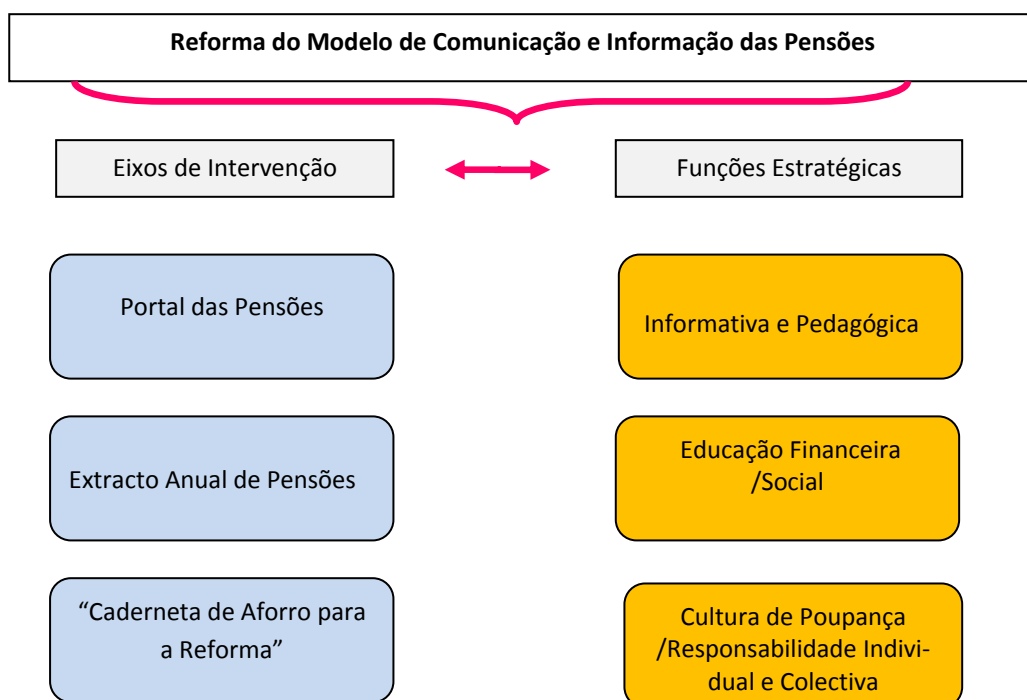 Reforma do Modelo de Comunicação e Informação das Pensões
Eixos de Intervenção
Funções Estratégicas
Portal das Pensões
Informativa e Pedagógica
Extracto Anual de Pensões
Educação Financeira
/Social
“Caderneta de Aforro para
a Reforma”
Cultura de Poupança
/Responsabilidade Indivi-
dual e Colectiva